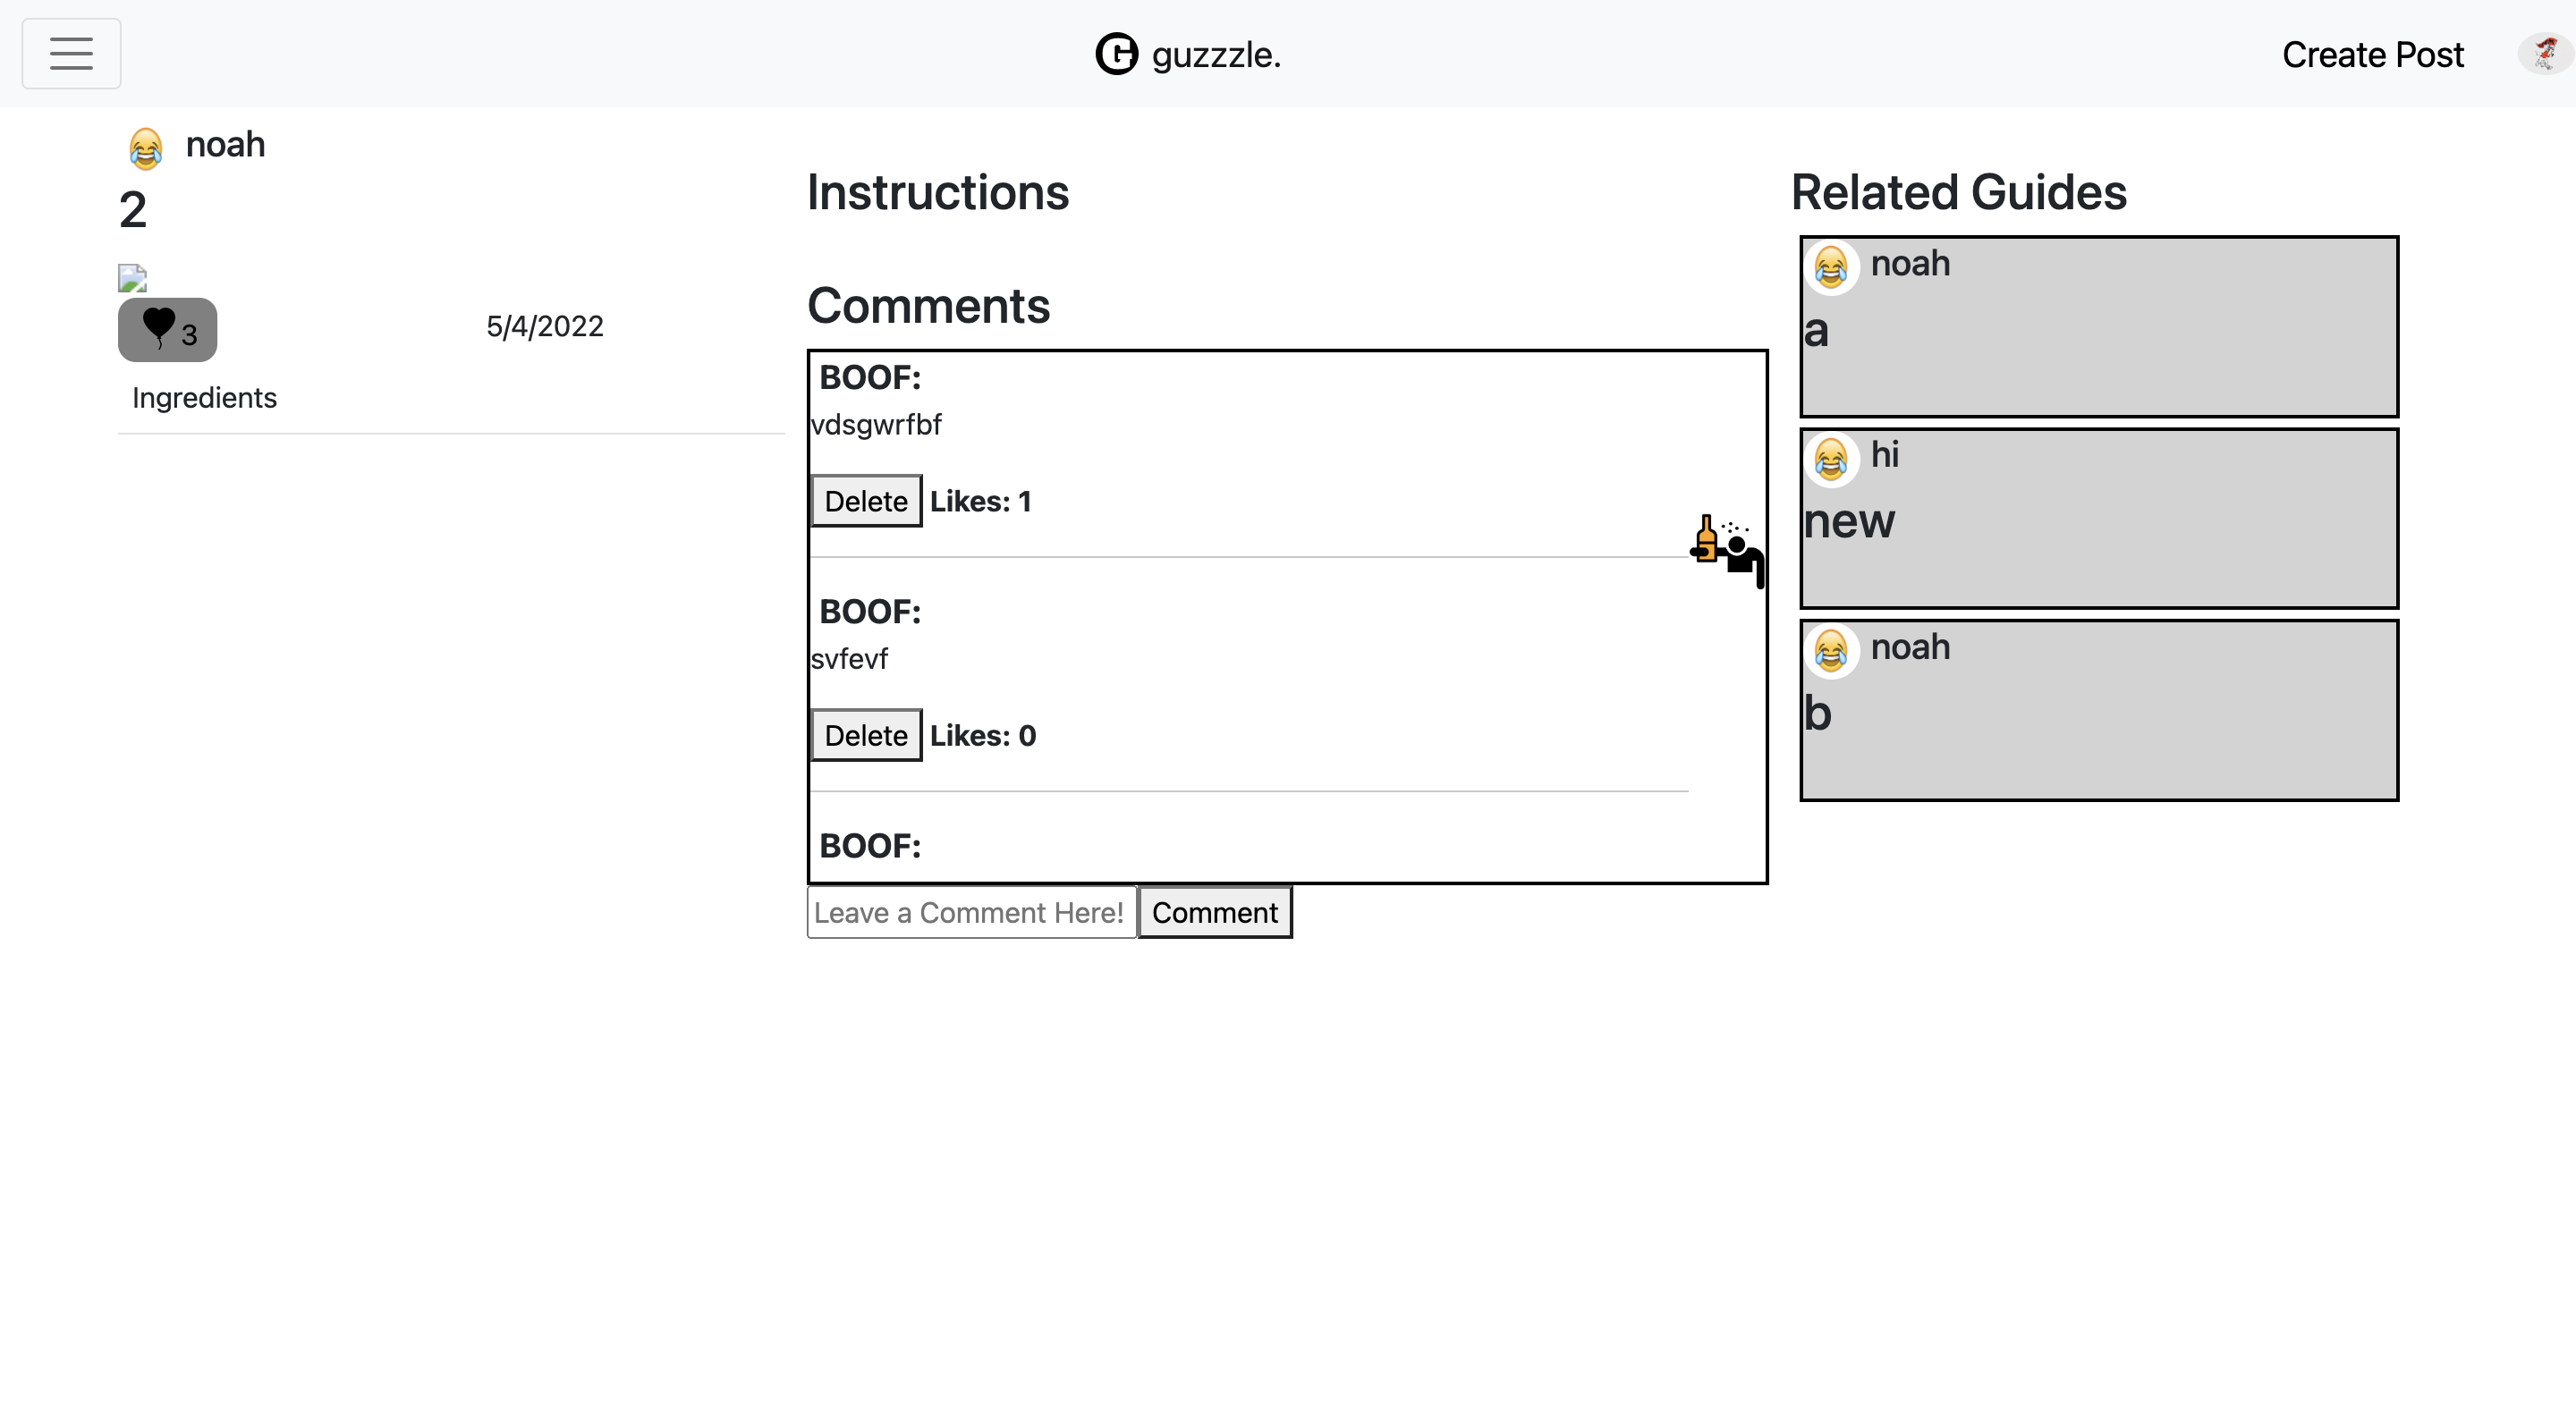 G guzzzle.
Create Post
noah
2
3
5/4/2022
Ingredients
Instructions
Comments
BOOF:
vdsgwrfbf
Delete Likes: 1
BOOF:
svfevf
Delete Likes: 0
BOOF:
Leave a Comment Here! Comment
Related Guides
noah
a
hi
new
noah
b